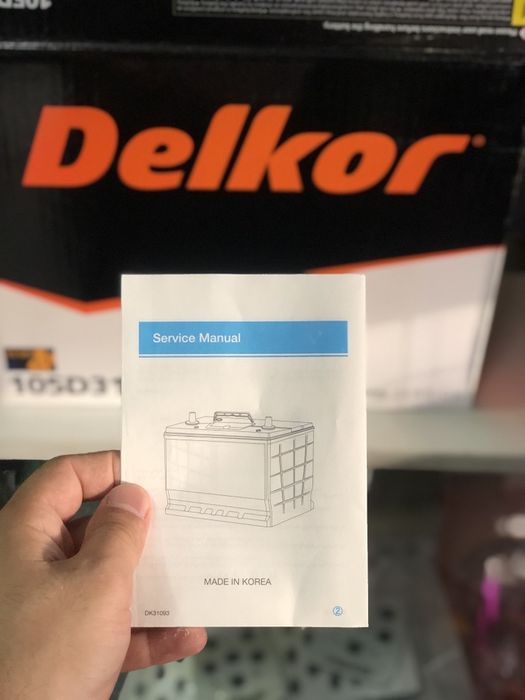 Delkor
105D31
Service Manual
MADE IN KOREA
DK31093
2